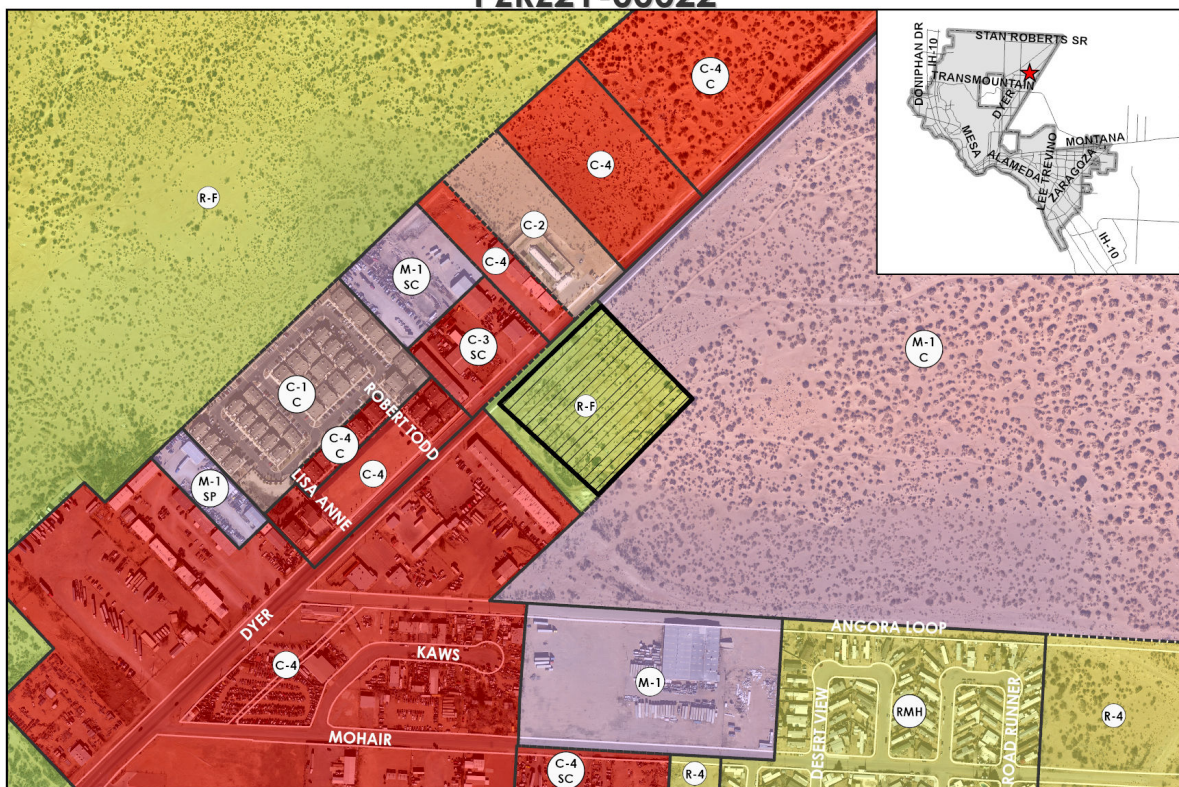 PZRZ21-00022
STAN ROBERTS SR
DONIPHAN DR
IH-10
TRANSMOUNTAIN
DYER
MESA
ALAMEDA
LEE TREVINO
MONTANA
ZARAGOZA
IH-10
C-4
C
C-4
R-F
C-2
M-1
SC
C-4
C-3
SC
M-1
C
C-1
C
R-F
ROBERT TODD
C-4
C
C-4
LISA ANNE
M-1
SP
DYER
ANGORA LOOP
KAWS
C-4
M-1
RMH
DESERT VIEW
ROAD RUNNER
R-4
MOHAIR
C-4
SC
R-4